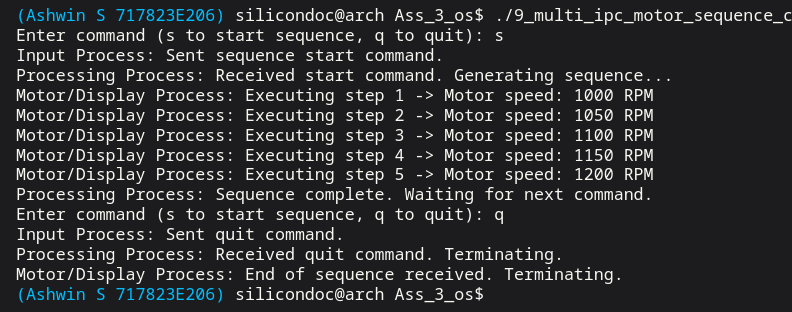 (Ashwin S 717823E206) silicondoc@arch Ass_3_os$ ./9_multi_ipc_motor_sequence_c
Enter command (s to start sequence, q to quit): s
Input Process: Sent sequence start command.
Processing Process: Received start command. Generating sequence...
Motor/Display Process: Executing step 1 -> Motor speed: 1000 RPM
Motor/Display Process: Executing step 2 -> Motor speed: 1050 RPM
Motor/Display Process: Executing step 3 -> Motor speed: 1100 RPM
Motor/Display Process: Executing step 4 -> Motor speed: 1150 RPM
Motor/Display Process: Executing step 5 -> Motor speed: 1200 RPM
Processing Process: Sequence complete. Waiting for next command.
Enter command (s to start sequence, q to quit): q
Input Process: Sent quit command.
Processing Process: Received quit command. Terminating.
Motor/Display Process: End of sequence received. Terminating.
(Ashwin S 717823E206) silicondoc@arch Ass_3_os$